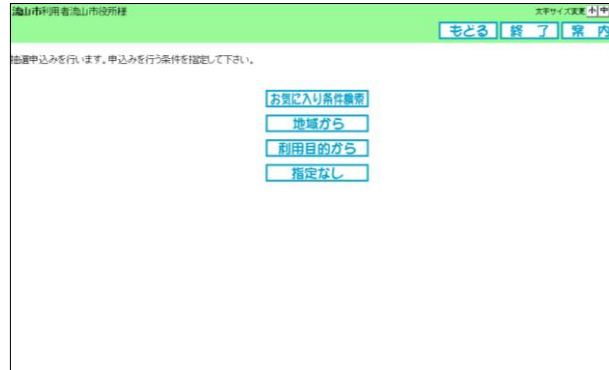 流山市利用者流山市役所様
文字サイズ変更 小 中
もどる 終 了 案 内
抽選申込みを行います。申込みを行う条件を指定して下さい。
お気に入り条件検索
地域から
利用目的から
指定なし